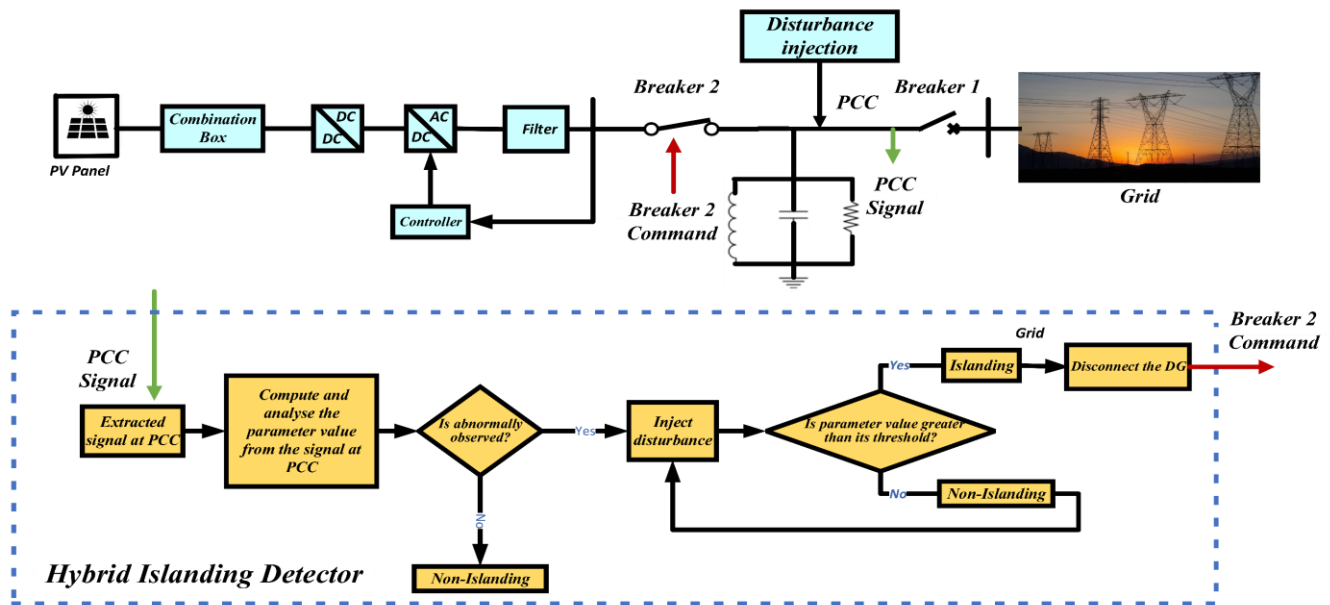 Disturbance
injection
Breaker 2
PCC
Breaker 1
PV Panel
Combination
Box
DC
DC
AC
DC
Filter
Controller
Breaker 2
Command
PCC
Signal
Grid
PCC
Signal
Extracted
signal at PCC
Compute and
analyse the
parameter value
from the signal at
PCC
Is abnormally
observed?
Yes
No
Non-Islanding
Inject
disturbance
Is parameter value greater
than its threshold?
Yes
Islanding
Grid
Disconnect the DG
Breaker 2
Command
No
Non-Islanding
Hybrid Islanding Detector